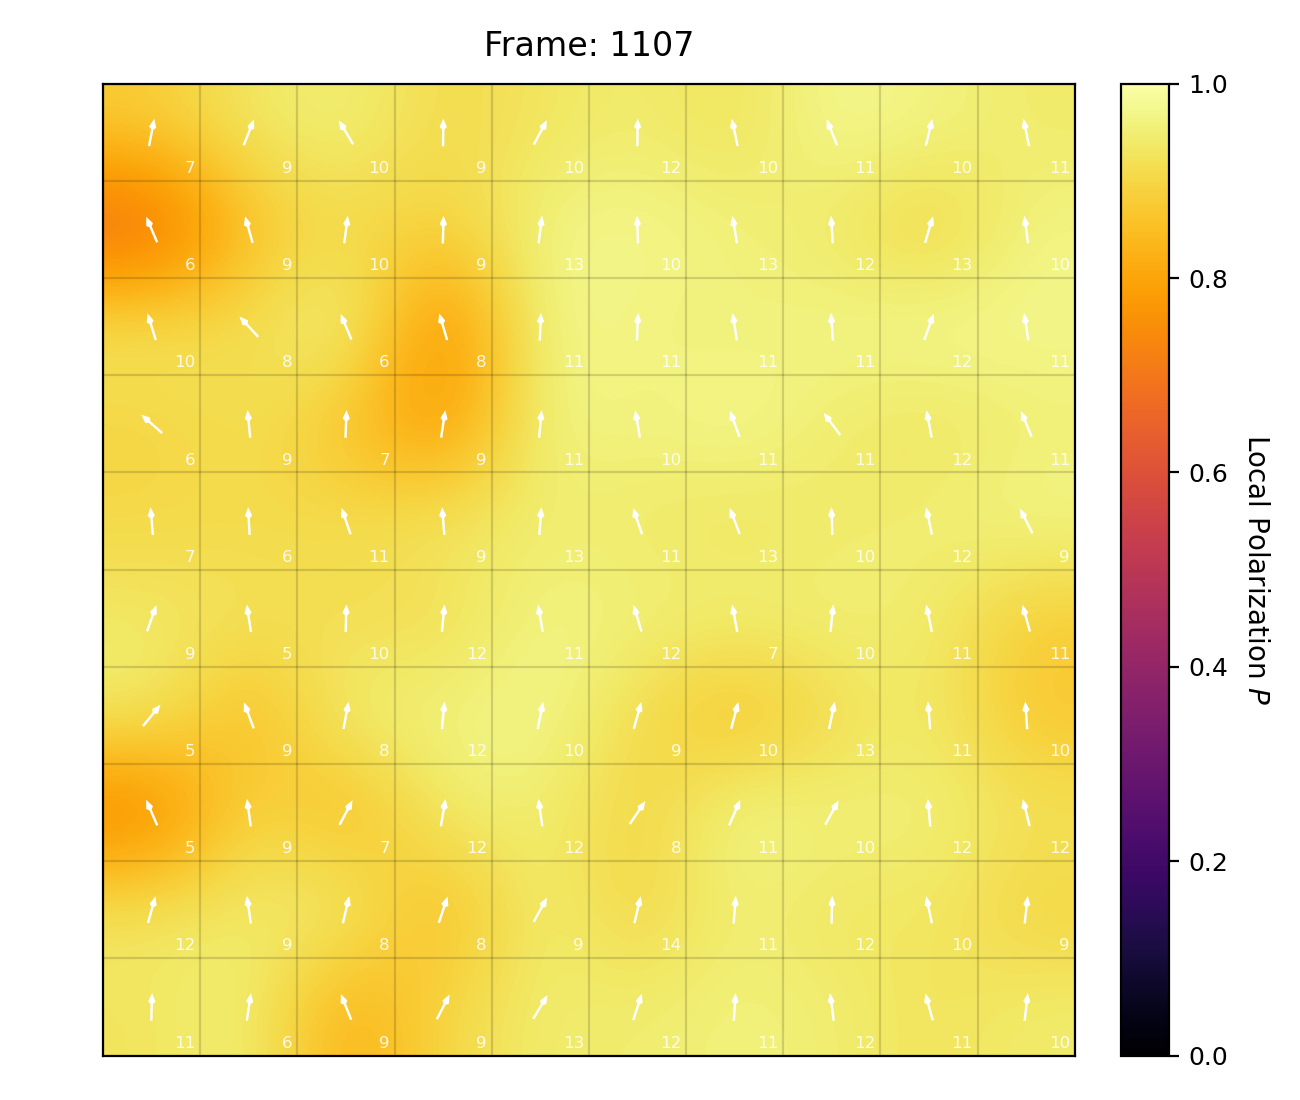 Frame: 1107
7 9 10 9 10 12 10 11 10 11
6 9 10 9 13 10 13 12 13 10
10 8 6 8 11 11 11 11 12 11
6 9 7 9 11 10 11 11 12 11
7 6 11 9 13 11 13 10 12 9
9 5 10 12 11 12 7 10 11 11
5 9 8 12 10 9 10 13 11 10
5 9 7 12 12 8 11 10 12 12
12 9 8 8 9 14 11 12 10 9
11 6 9 9 13 12 11 12 11 10
1.0
0.8
0.6
0.4
0.2
0.0
Local Polarization P